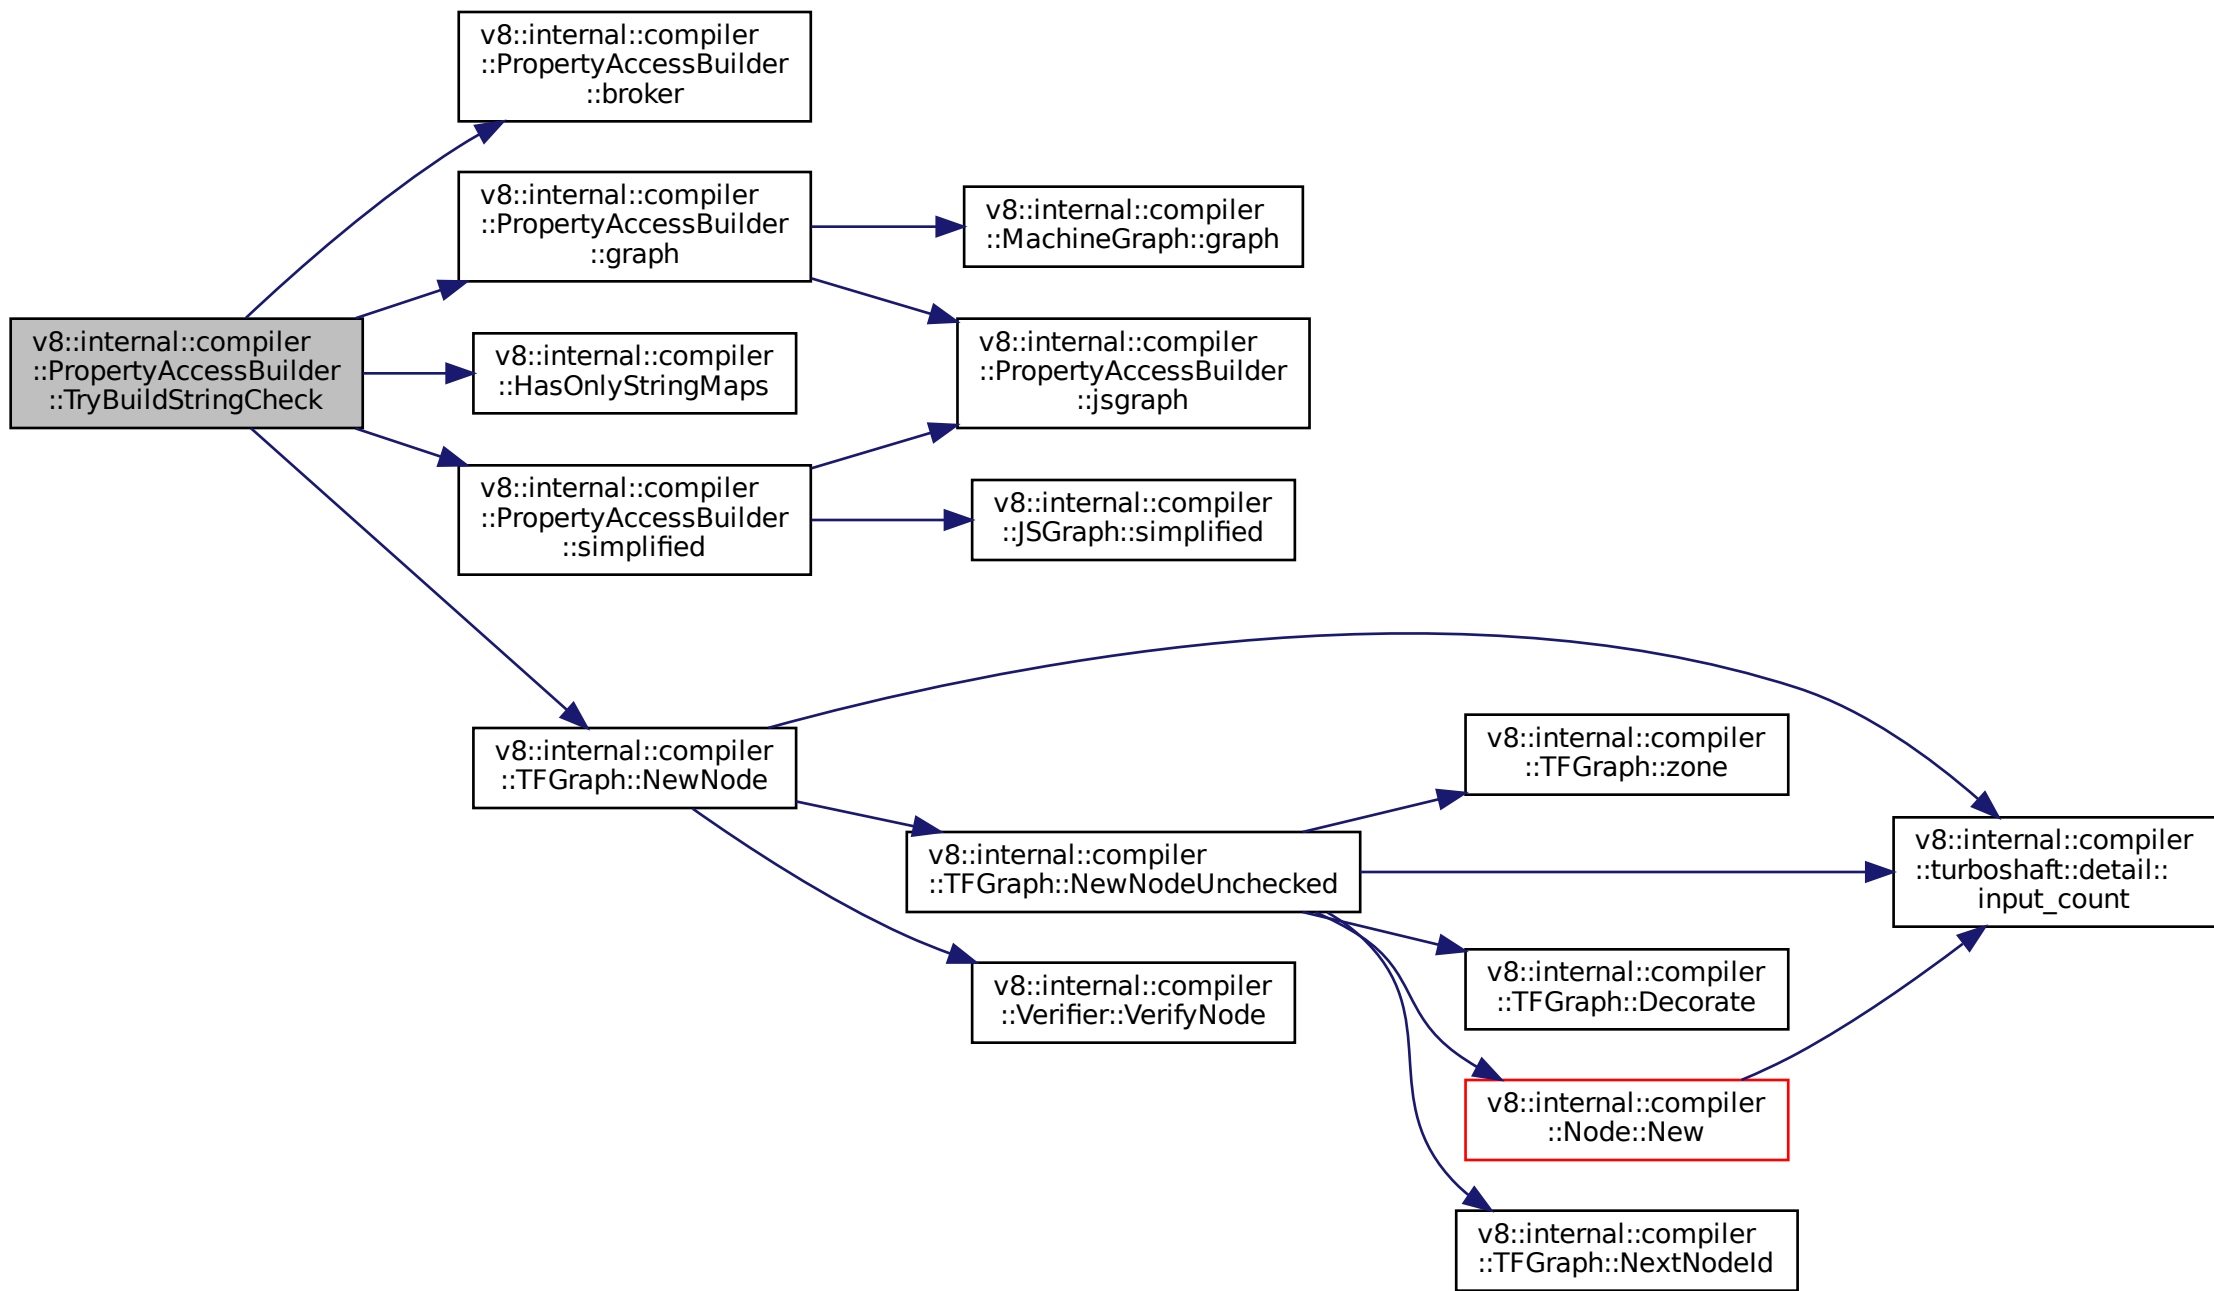 v8::internal::compiler
::PropertyAccessBuilder
::TryBuildStringCheck
v8::internal::compiler
::PropertyAccessBuilder
::broker
v8::internal::compiler
::PropertyAccessBuilder
::graph
v8::internal::compiler
::HasOnlyStringMaps
v8::internal::compiler
::PropertyAccessBuilder
::simplified
v8::internal::compiler
::TFGraph::NewNode
v8::internal::compiler
::MachineGraph::graph
v8::internal::compiler
::PropertyAccessBuilder
::jsgraph
v8::internal::compiler
::JSGraph::simplified
v8::internal::compiler
::TFGraph::NewNodeUnchecked
v8::internal::compiler
::Verifier::VerifyNode
v8::internal::compiler
::TFGraph::zone
v8::internal::compiler
::TFGraph::Decorate
v8::internal::compiler
::Node::New
v8::internal::compiler
::TFGraph::NextNodeId
v8::internal::compiler
::turboshaft::detail::
input_count